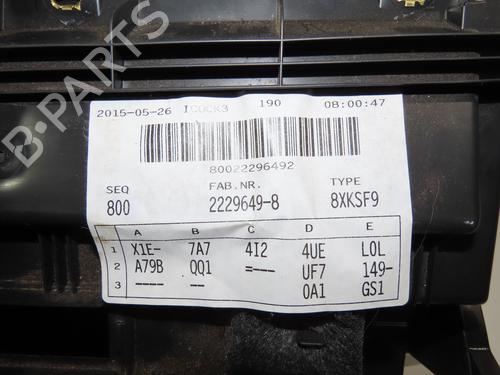 2015-05-26 ICOCK3 190 08:00:47
80022296492
SEQ FAB.NR. TYPE
800 2229649-8 8XKSF9
A B C D E
1 X1E- 7A7 4I2 4UE L0L
2 A79B QQ1 =--- UF7 149-
3 ---- -- 0A1 GS1
B-PARTS